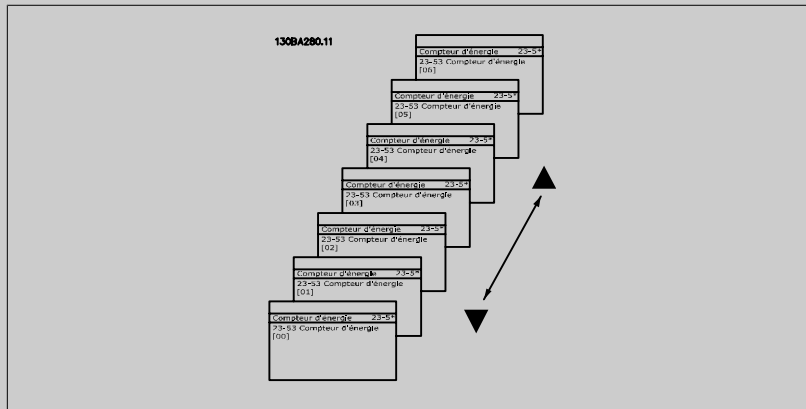 130BA280.11
Compteur d'énergie 23-5*
23-53 Compteur d'énergie
[06]
Compteur d'énergie 23-5*
23-53 Compteur d'énergie
[05]
Compteur d'énergie 23-5*
23-53 Compteur d'énergie
[04]
Compteur d'énergie 23-5*
23-53 Compteur d'énergie
[03]
Compteur d'énergie 23-5*
23-53 Compteur d'énergie
[02]
Compteur d'énergie 23-5*
23-53 Compteur d'énergie
[01]
Compteur d'énergie 23-5*
23-53 Compteur d'énergie
[00]